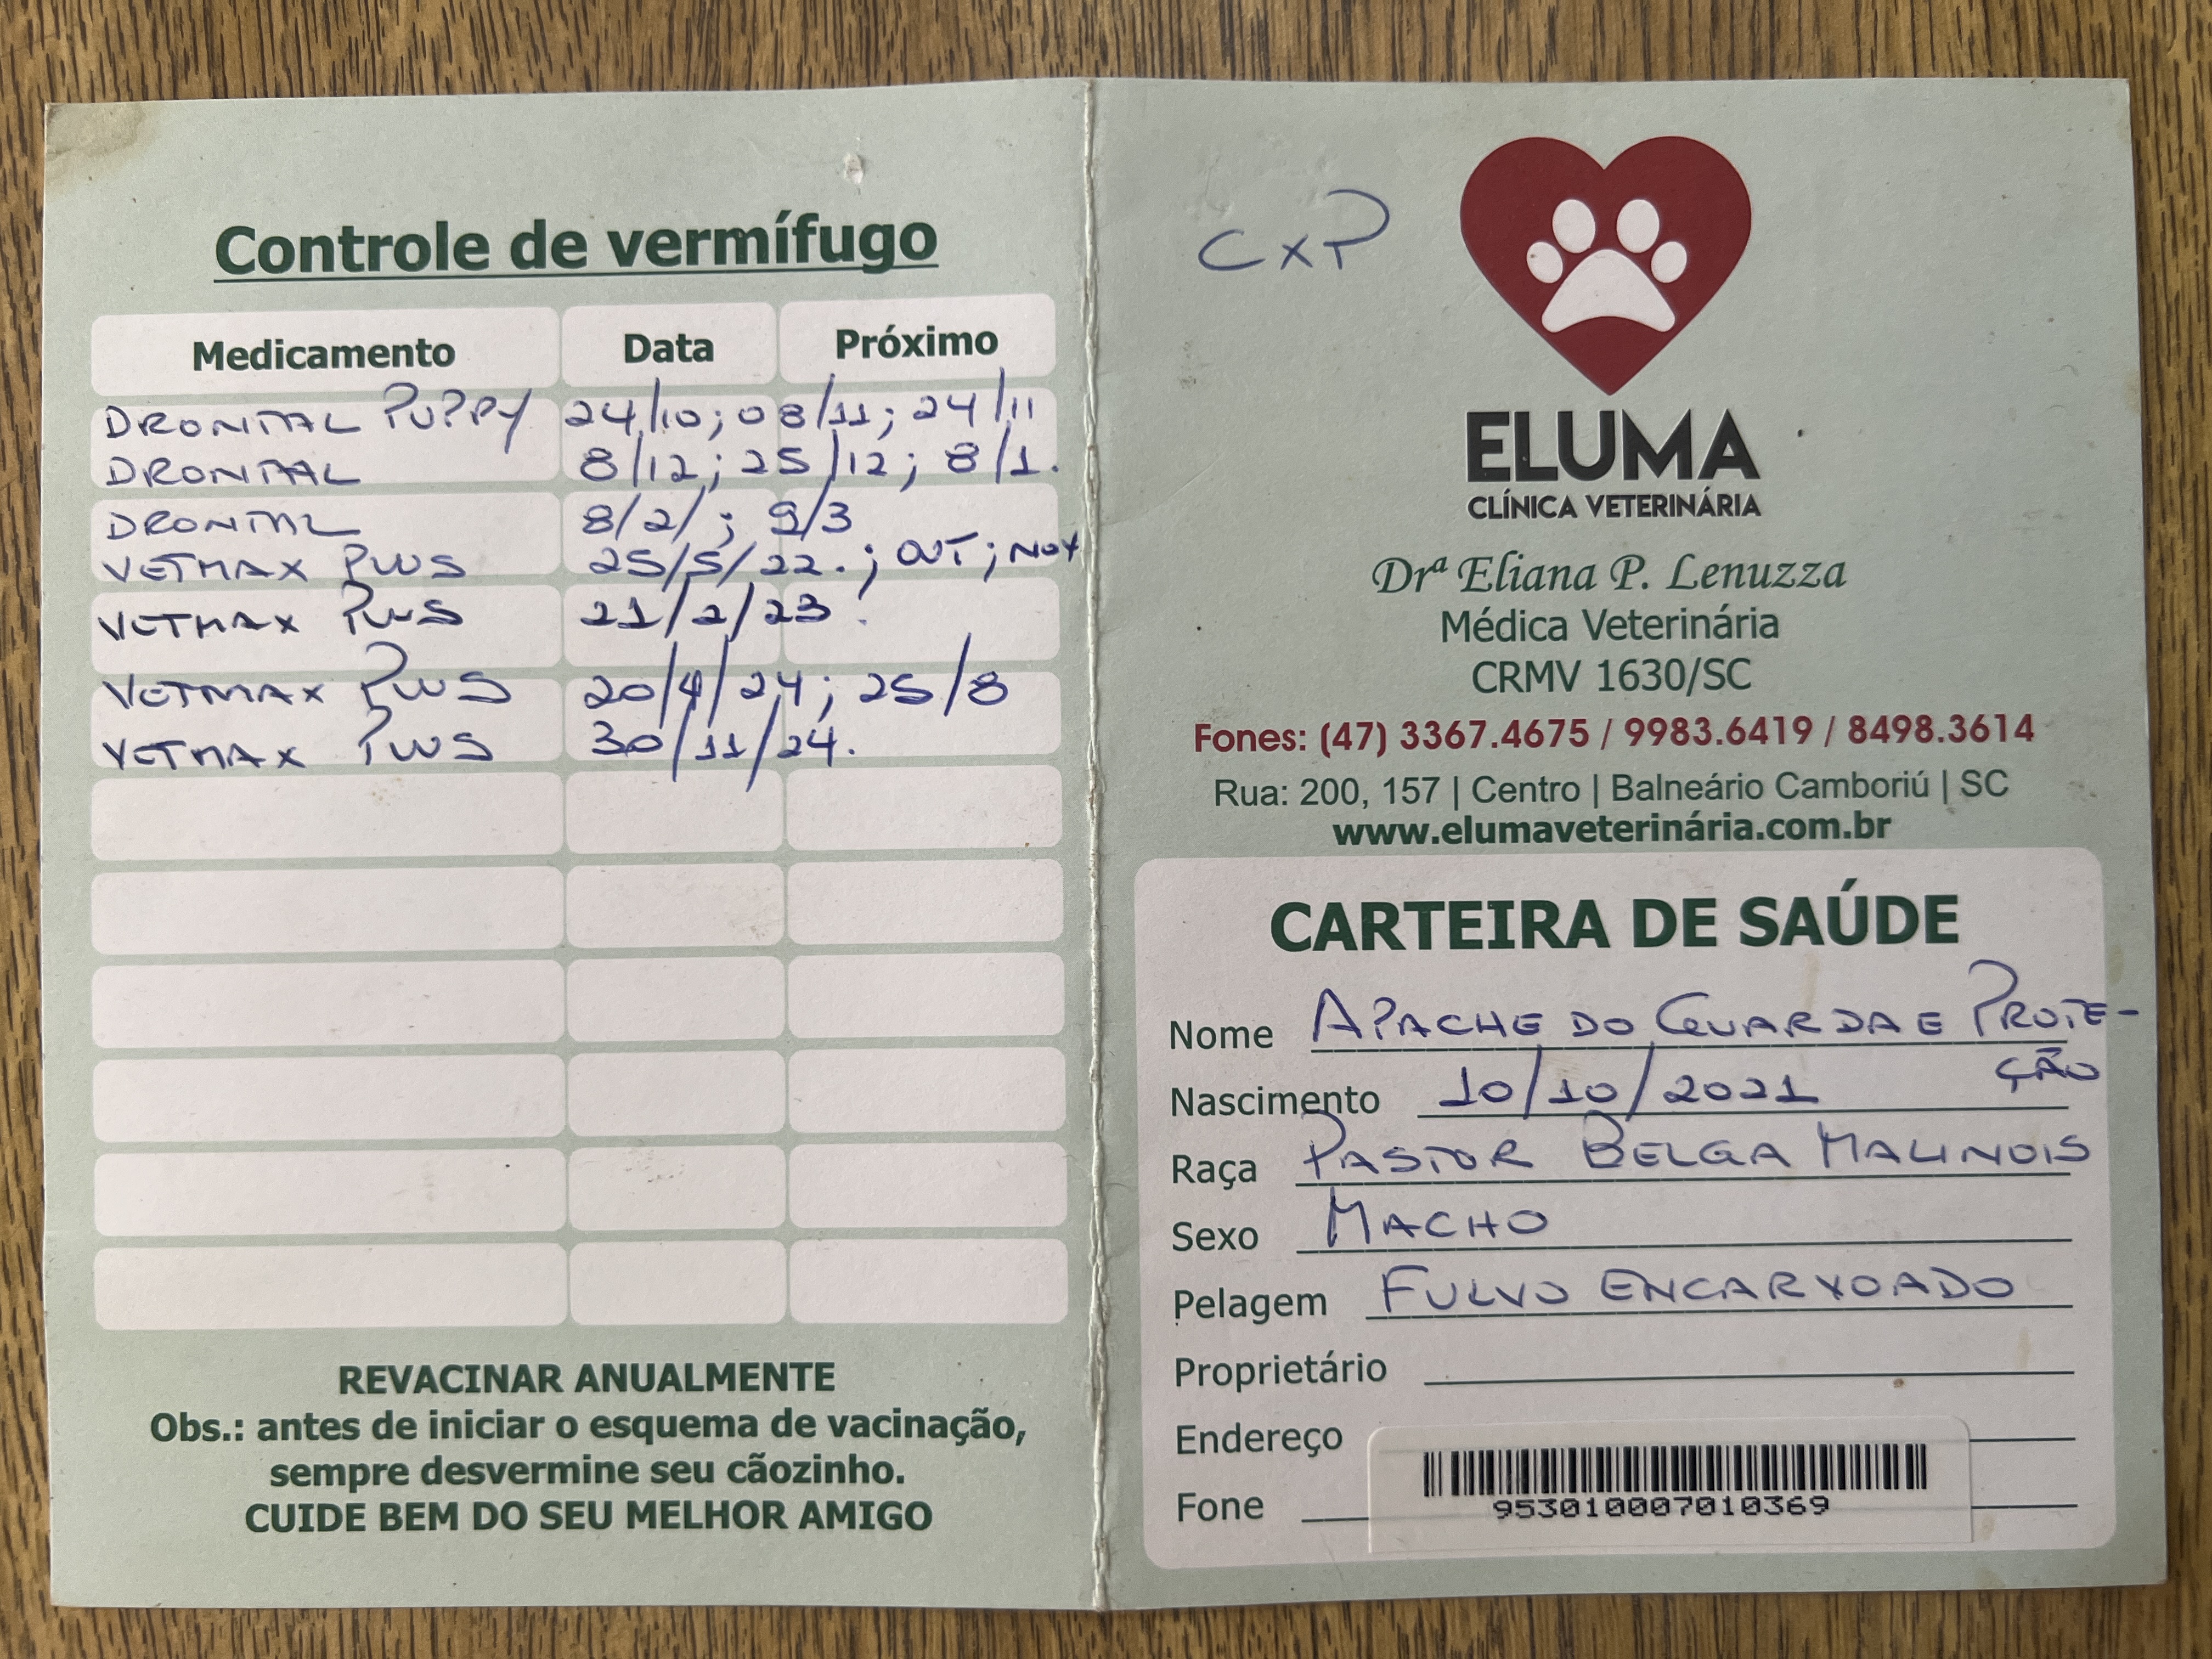 Controle de vermífugo
Medicamento Data Próximo
DRONTAL PUPPY 24/10; 08/11; 24/11
DRONTAL 8/12; 25/12; 8/1.
DRONTAL 8/2/; 9/3
VETMAX PLUS 25/5/22.; OUT; NOV
VETMAX PLUS 21/2/23.
VETMAX PLUS 20/4/24; 25/8
VETMAX PLUS 30/11/24.
REVACINAR ANUALMENTE
Obs.: antes de iniciar o esquema de vacinação,
sempre desvermine seu cãozinho.
CUIDE BEM DO SEU MELHOR AMIGO
CXP
ELUMA
CLÍNICA VETERINÁRIA
Drª Eliana P. Lenuzza
Médica Veterinária
CRMV 1630/SC
Fones: (47) 3367.4675 / 9983.6419 / 8498.3614
Rua: 200, 157 | Centro | Balneário Camboriú | SC
www.elumaveterinária.com.br
CARTEIRA DE SAÚDE
Nome APACHE DO GUARDA E PROTE-
ÇÃO
Nascimento 10/10/2021
Raça PASTOR BELGA MALINOIS
Sexo MACHO
Pelagem FULVO ENCARVOADO
Proprietário
Endereço
Fone
953010007010369